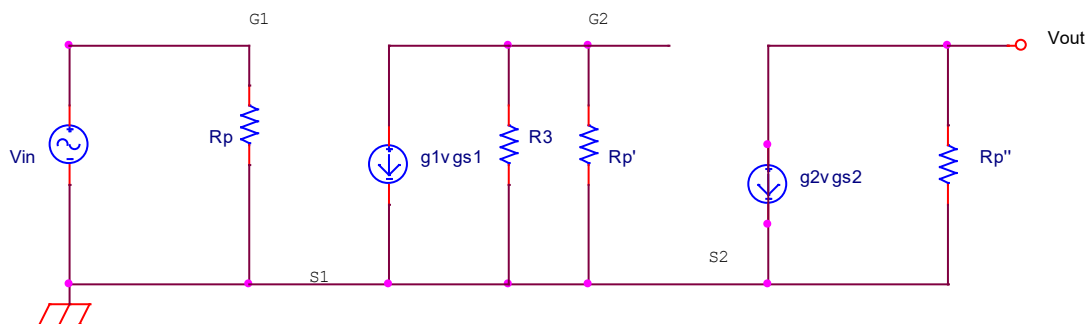 G1
G2
Vout
Vin
Rp
g1vgs1
R3
Rp'
g2vgs2
Rp"
S1
S2